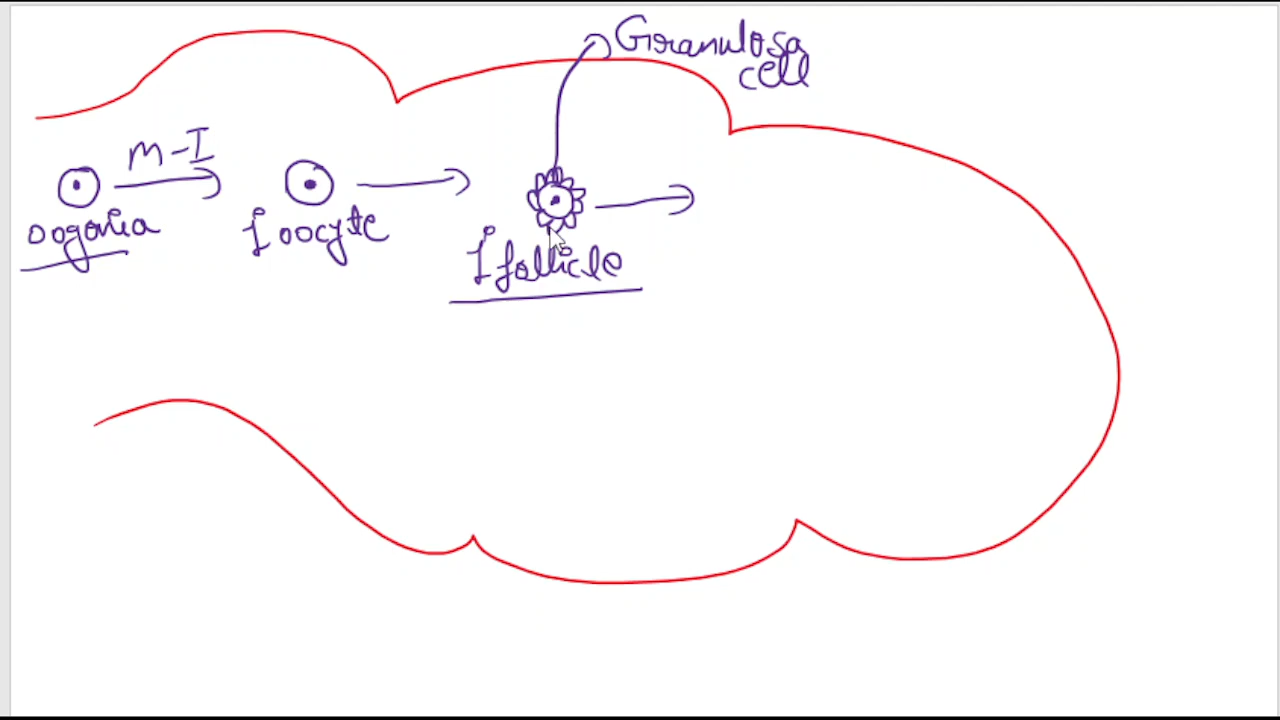 Granulosa
cell
M-I
oogonia
1° oocyte
1° follicle